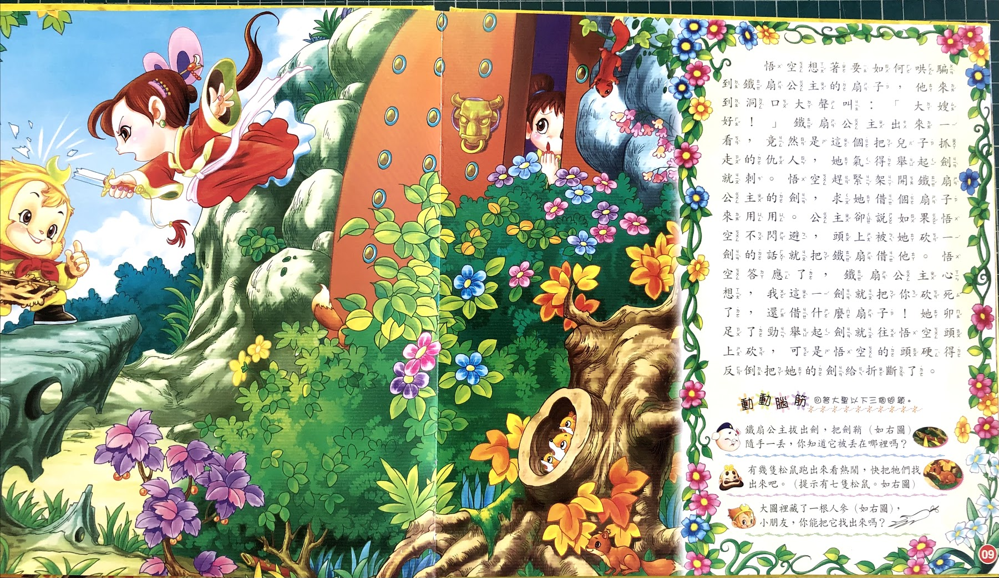 悟空想著要如何哄騙
到鐵扇公主的扇子，他來
到洞口大聲叫：「大嫂
好！」鐵扇公主出來一
看，竟然是這個把兒子抓
走的仇人，她氣得舉起劍
就刺。悟空趕緊架開鐵扇
公主的劍，求她借個扇子
來用用。公主卻說如果悟
空不閃避，頭上被她砍一
劍的話就把鐵扇借他。悟
空答應了，鐵扇公主心
想，我這一劍就把你砍死
了，還借什麼扇子！她卯
足了勁舉起劍就往悟空頭
上砍，可是悟空的頭硬得
反倒把她的劍給折斷了。
動動腦筋 回答大聖以下三個問題。
鐵扇公主拔出劍，把劍鞘（如右圖）
隨手一丟，你知道它被丟在哪裡嗎？
有幾隻松鼠跑出來看熱鬧，快把牠們找
出來吧。（提示有七隻松鼠。如右圖）
大圖裡藏了一根人參（如右圖），
小朋友，你能把它找出來嗎？
09